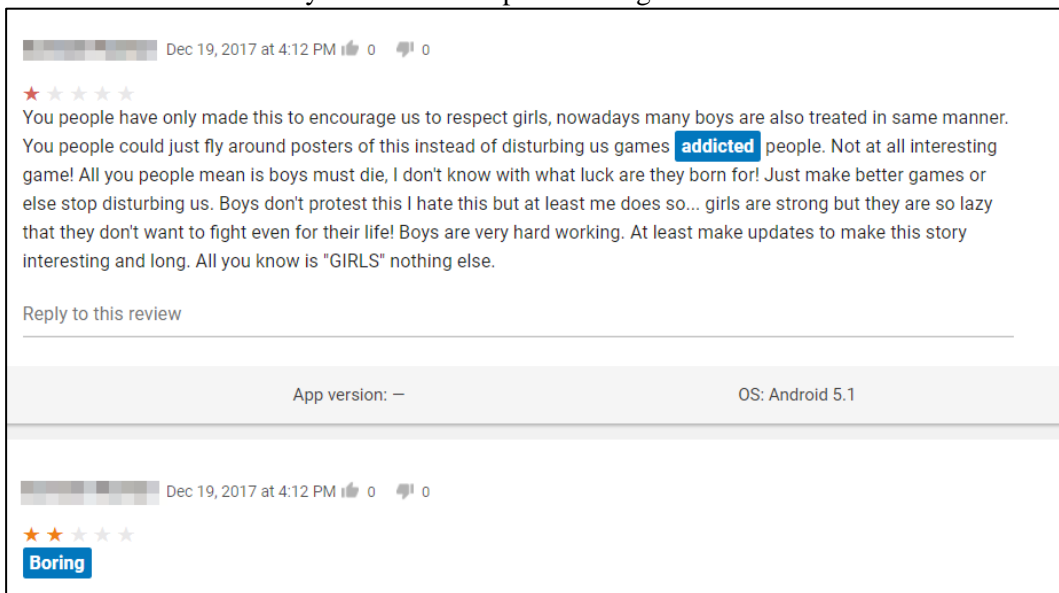 Dec 19, 2017 at 4:12 PM 0 0
You people have only made this to encourage us to respect girls, nowadays many boys are also treated in same manner.
You people could just fly around posters of this instead of disturbing us games addicted people. Not at all interesting
game! All you people mean is boys must die, I don't know with what luck are they born for! Just make better games or
else stop disturbing us. Boys don't protest this I hate this but at least me does so... girls are strong but they are so lazy
that they don't want to fight even for their life! Boys are very hard working. At least make updates to make this story
interesting and long. All you know is "GIRLS" nothing else.
Reply to this review
App version: — OS: Android 5.1
Dec 19, 2017 at 4:12 PM 0 0
Boring